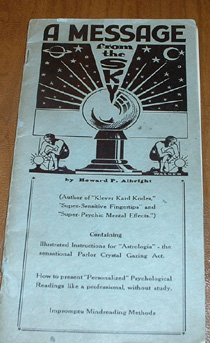 A MESSAGE
from
the
SKY
by Howard P. Albright
(Author of "Klever Kard Kodes,"
"Super-Sensitive Fingertips" and
"Super-Psychic Mental Effects.")
Containing
Illustrated Instructions for "Astrologia" - the
sensational Parlor Crystal Gazing Act.
How to present "Personalized" Psychological
Readings like a professional, without study.
Impromptu Mindreading Methods